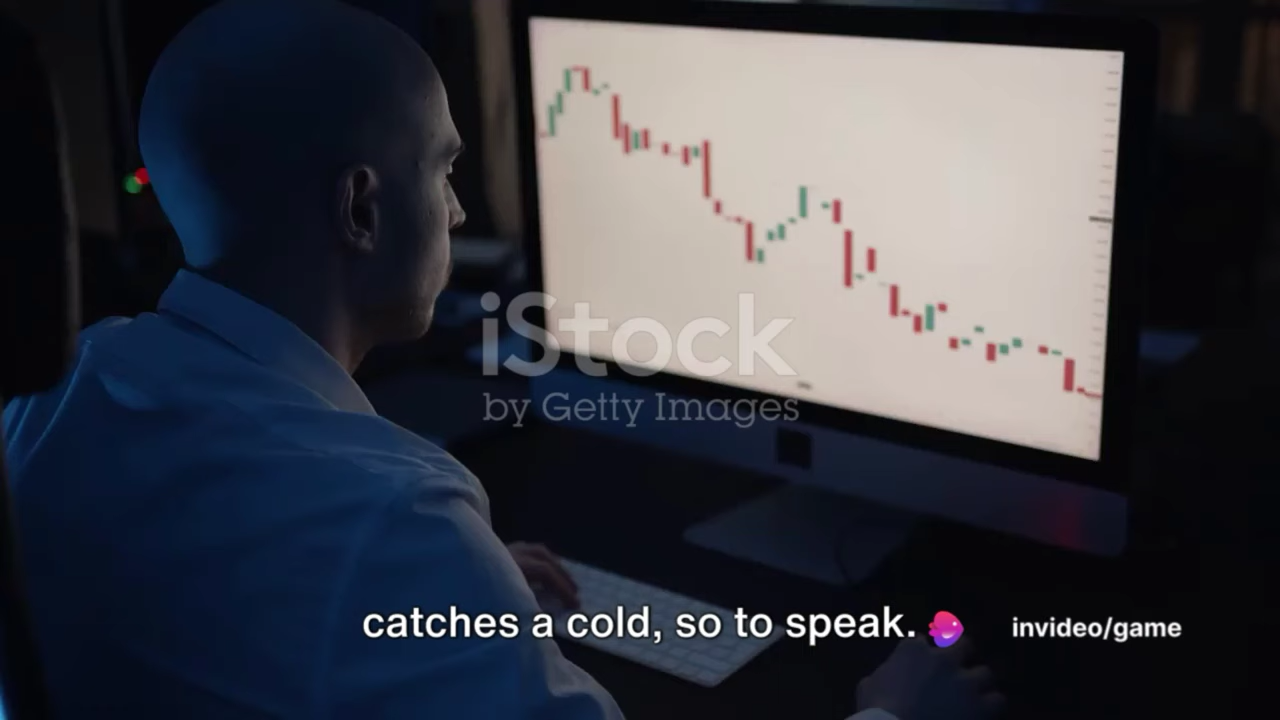 iStock
by Getty Images
catches a cold, so to speak.
invideo/game